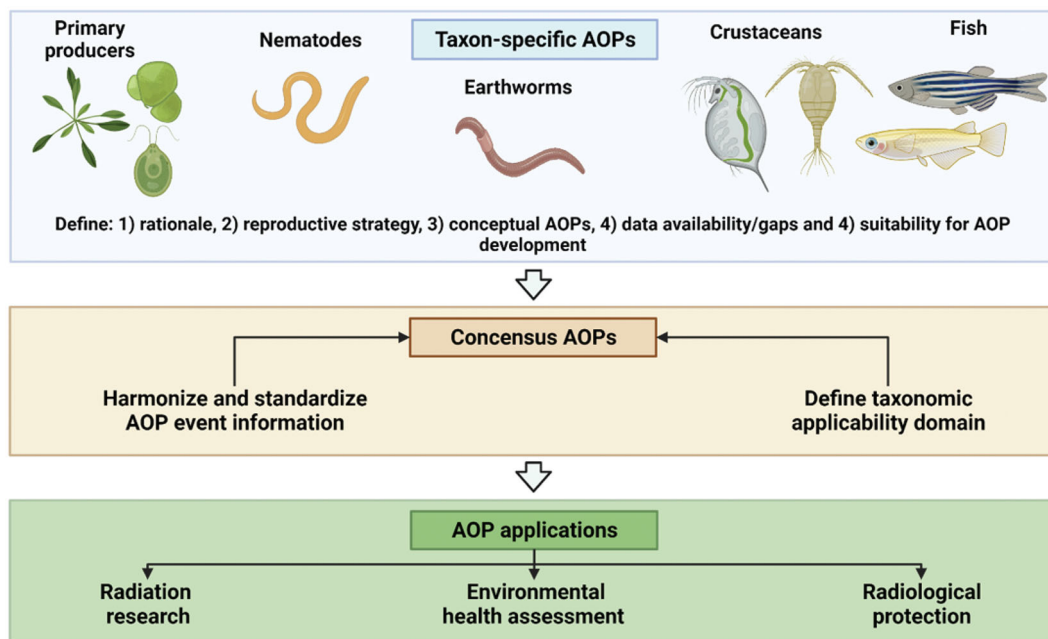 Primary
producers
Nematodes
Taxon-specific AOPs
Earthworms
Crustaceans
Fish
Define: 1) rationale, 2) reproductive strategy, 3) conceptual AOPs, 4) data availability/gaps and 4) suitability for AOP
development
Concensus AOPs
Harmonize and standardize
AOP event information
Define taxonomic
applicability domain
AOP applications
Radiation
research
Environmental
health assessment
Radiological
protection